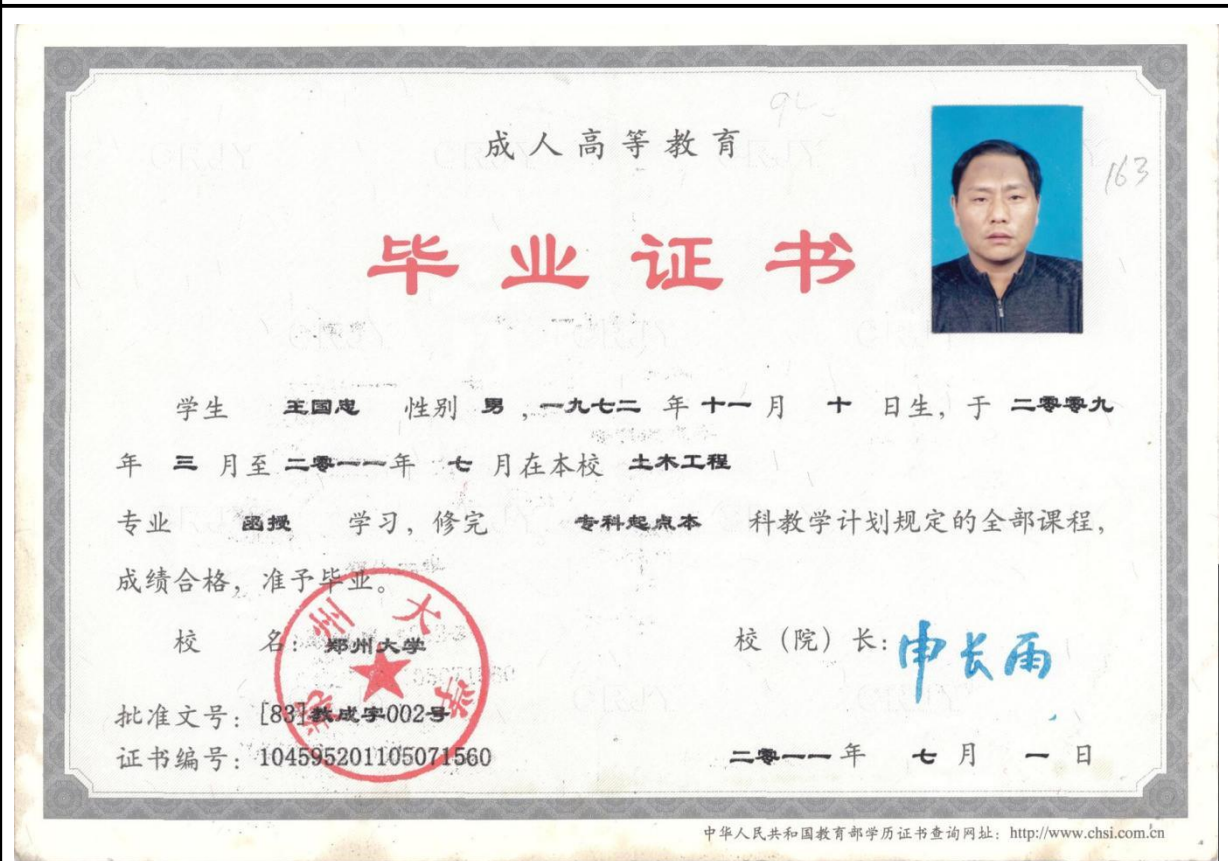 成人高等教育
163
毕业证书
学生 王国忠 性别 男，一九七二 年 十一 月 十 日生，于 二零零九
年 三 月至 二零一一 年 七 月在本校 土木工程
专业 函授 学习，修完 专科起点本 科教学计划规定的全部课程，
成绩合格，准予毕业。
校 名：郑州大学
校（院）长：申长雨
郑州大学
批准文号：[83]教成字002号
证书编号：104595201105071560
二零一一 年 七 月 一 日
中华人民共和国教育部学历证书查询网址：http://www.chsi.com.cn